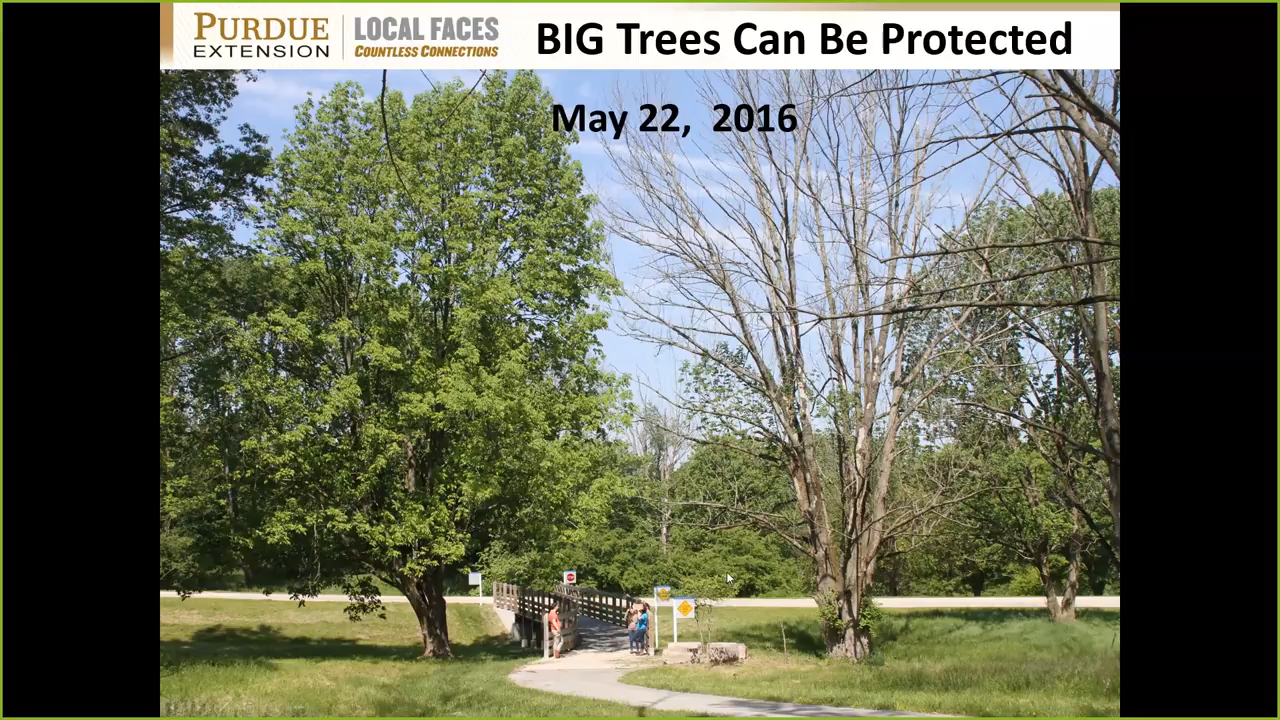 PURDUE
EXTENSION
LOCAL FACES
COUNTLESS CONNECTIONS
BIG Trees Can Be Protected
May 22, 2016